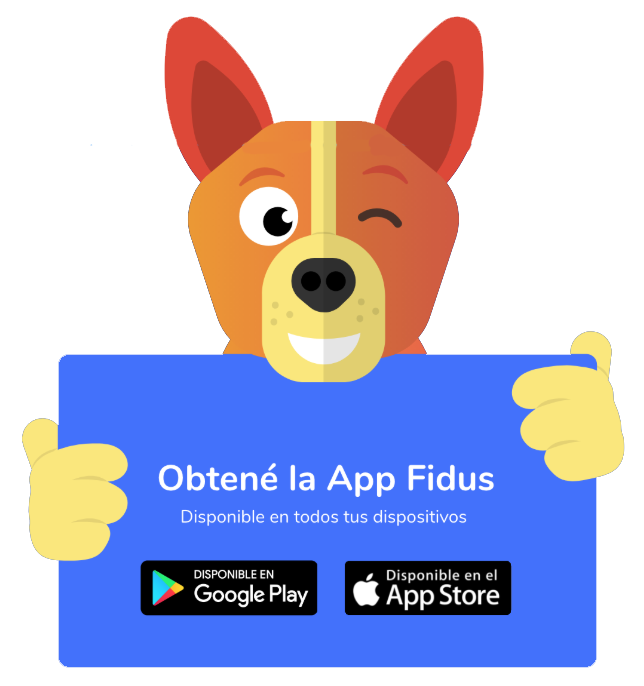 Obtené la App Fidus
Disponible en todos tus dispositivos
DISPONIBLE EN
Google Play
Disponible en el
App Store